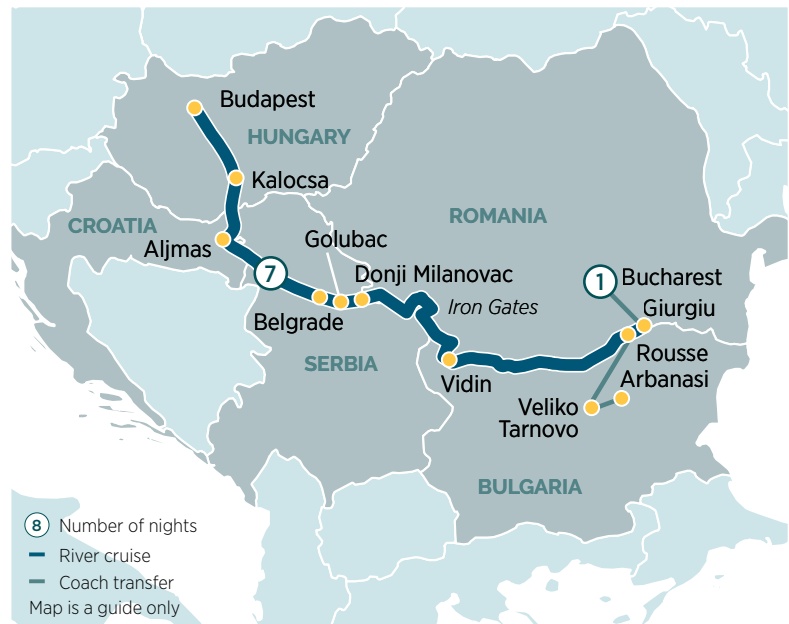 Budapest
HUNGARY
Kalocsa
CROATIA
ROMANIA
Aljmas
Golubac
7
Donji Milanovac
1
Bucharest
Iron Gates
Giurgiu
Belgrade
Rousse
SERBIA
Vidin
Arbanasi
Veliko
Tarnovo
BULGARIA
8 Number of nights
River cruise
Coach transfer
Map is a guide only